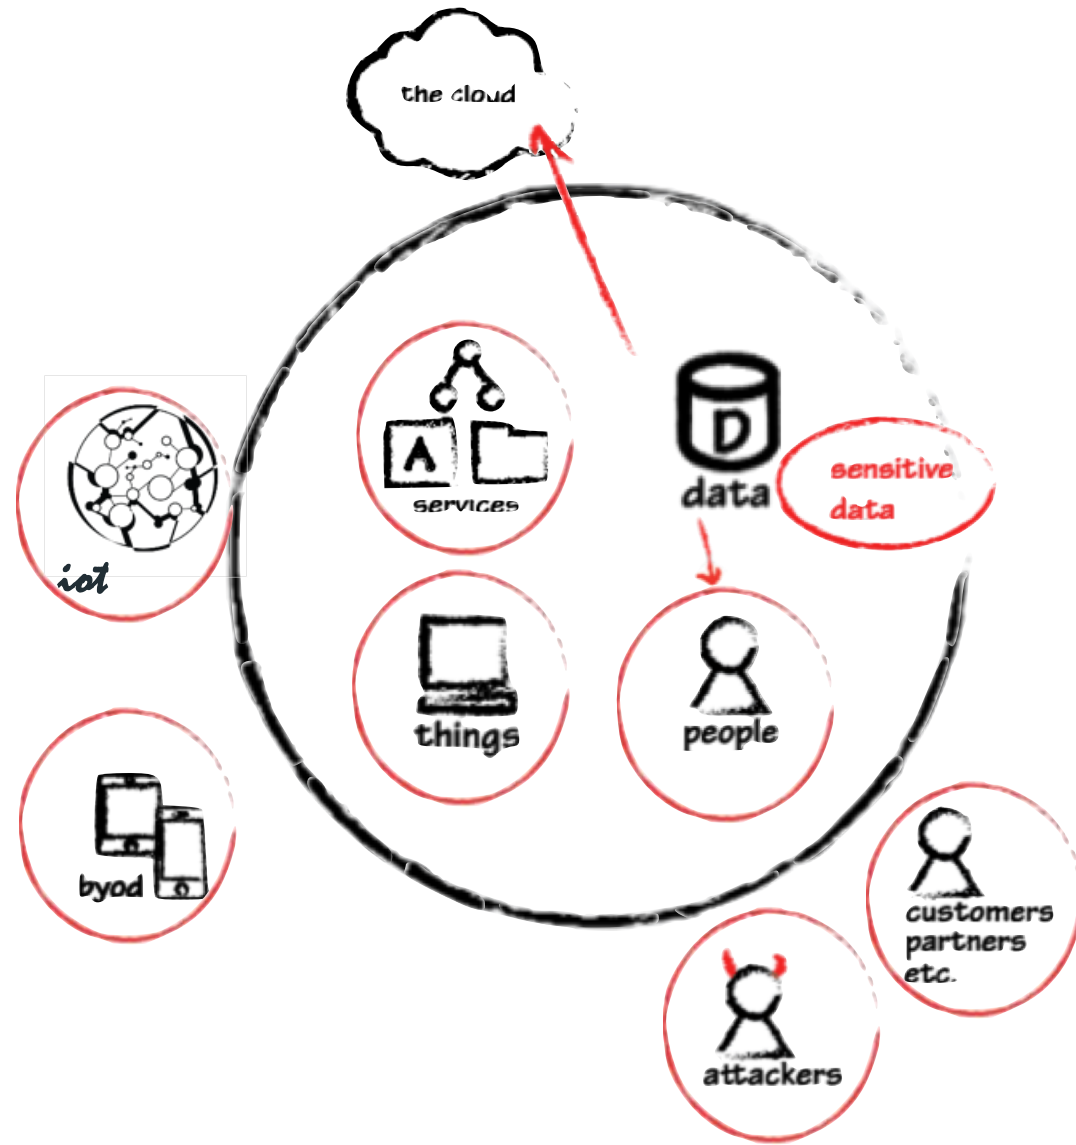 the cloud
A
services
D
data
sensitive
data
iot
things
people
byod
customers
partners
etc.
attackers